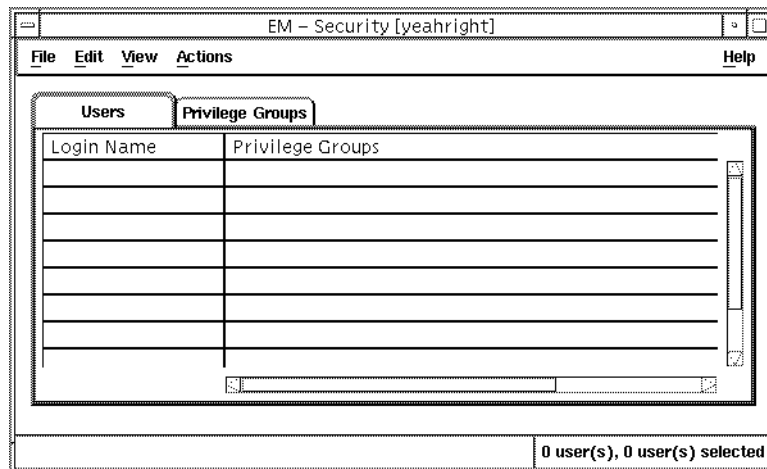 EM – Security [yeahright]
File Edit View Actions Help
Users Privilege Groups
Login Name Privilege Groups
0 user(s), 0 user(s) selected